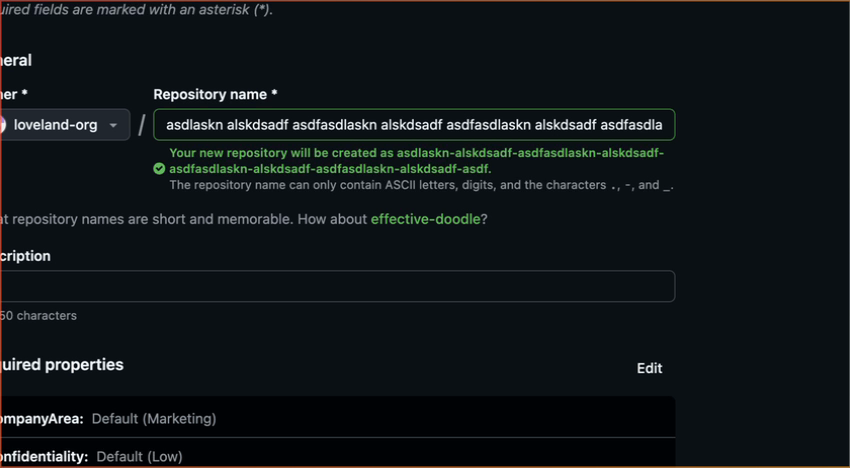 uired fields are marked with an asterisk (*).
neral
ner *
Repository name *
loveland-org
/
asdlaskn alskdsadf asdfasdlaskn alskdsadf asdfasdlaskn alskdsadf asdfasdla
Your new repository will be created as asdlaskn-alskdsadf-asdfasdlaskn-alskdsadf-
asdfasdlaskn-alskdsadf-asdfasdlaskn-alskdsadf-asdf.
The repository name can only contain ASCII letters, digits, and the characters ., -, and _.
at repository names are short and memorable. How about effective-doodle?
cription
50 characters
quired properties
Edit
ompanyArea: Default (Marketing)
onfidentiality: Default (Low)